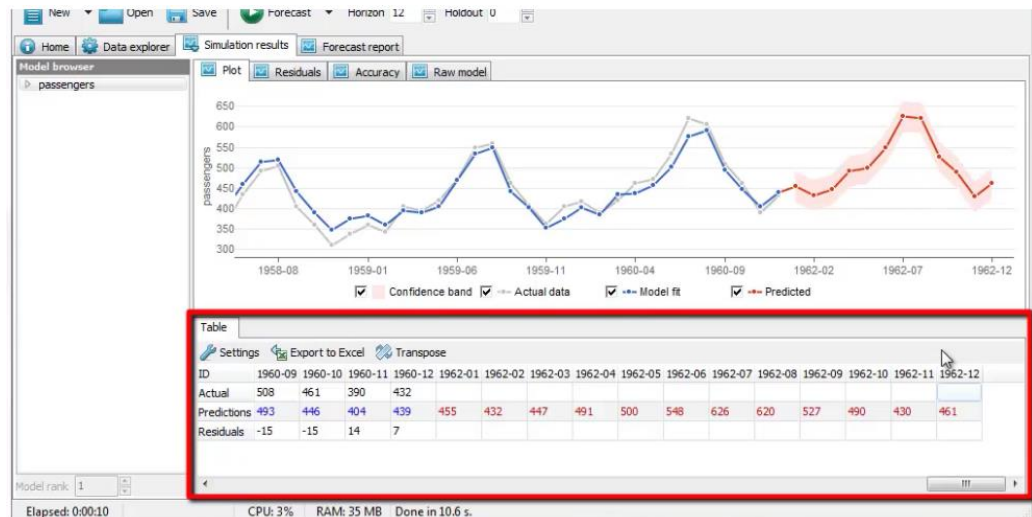 New Open Save Forecast Horizon 12 Holdout 0
Home Data explorer Simulation results Forecast report
Model browser
passengers
Plot Residuals Accuracy Raw model
650
600
550
500
450
400
350
300
passengers
1958-08 1959-01 1959-06 1959-11 1960-04 1960-09 1962-02 1962-07 1962-12
Confidence band Actual data Model fit Predicted
Table
Settings Export to Excel Transpose
ID 1960-09 1960-10 1960-11 1960-12 1962-01 1962-02 1962-03 1962-04 1962-05 1962-06 1962-07 1962-08 1962-09 1962-10 1962-11 1962-12
Actual 508 461 390 432
Predictions 493 446 404 439 455 432 447 491 500 548 626 620 527 490 430 461
Residuals -15 -15 14 7
Model rank 1
Elapsed: 0:00:10 CPU: 3% RAM: 35 MB Done in 10.6 s.